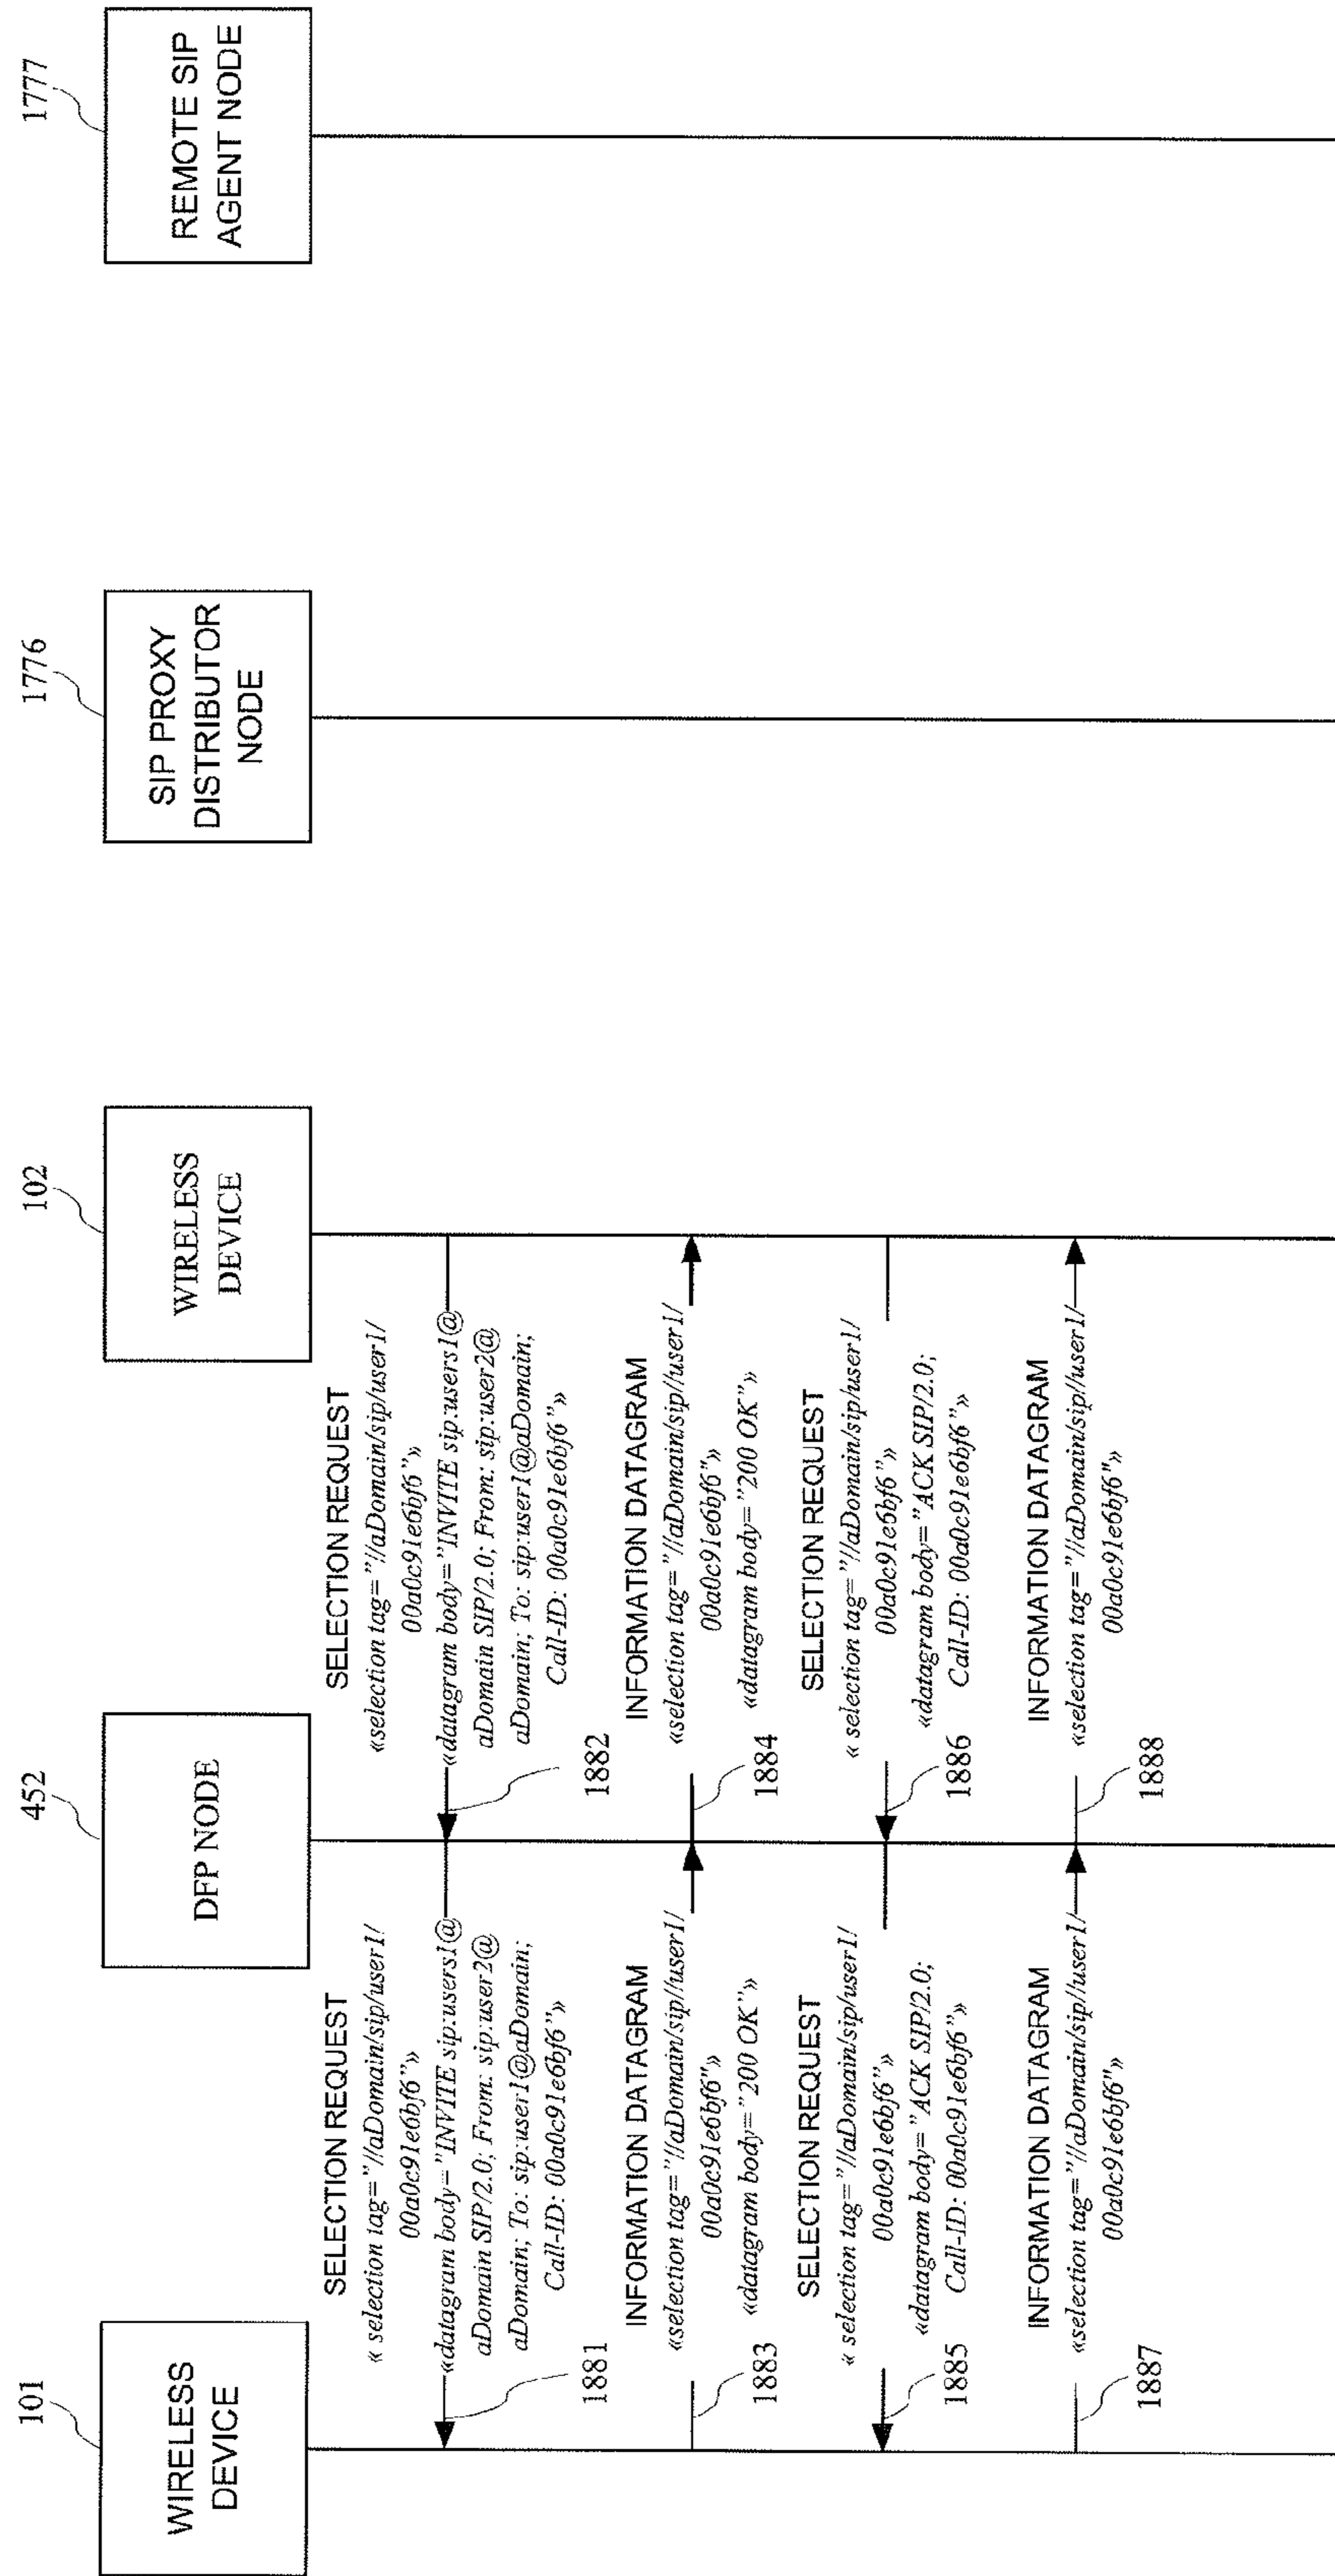 101
WIRELESS
DEVICE
452
DFP NODE
102
WIRELESS
DEVICE
1776
SIP PROXY
DISTRIBUTOR
NODE
1777
REMOTE SIP
AGENT NODE
SELECTION REQUEST
« selection tag="//aDomain/sip/user1/
00a0c91e6bf6"»
«datagram body="INVITE sip:users1@
aDomain SIP/2.0; From: sip:user2@
aDomain; To: sip:user1@aDomain;
Call-ID: 00a0c91e6bf6"»
1881
SELECTION REQUEST
«selection tag="//aDomain/sip/user1/
00a0c91e6bf6"»
«datagram body="INVITE sip:users1@
aDomain SIP/2.0; From: sip:user2@
aDomain; To: sip:user1@aDomain;
Call-ID: 00a0c91e6bf6"»
1882
INFORMATION DATAGRAM
«selection tag="//aDomain/sip//user1/
00a0c91e6bf6"»
«datagram body="200 OK"»
1883
INFORMATION DATAGRAM
«selection tag="//aDomain/sip//user1/
00a0c91e6bf6"»
«datagram body="200 OK"»
1884
SELECTION REQUEST
« selection tag="//aDomain/sip/user1/
00a0c91e6bf6"»
«datagram body="ACK SIP/2.0;
Call-ID: 00a0c91e6bf6"»
1885
SELECTION REQUEST
« selection tag="//aDomain/sip/user1/
00a0c91e6bf6"»
«datagram body="ACK SIP/2.0;
Call-ID: 00a0c91e6bf6"»
1886
INFORMATION DATAGRAM
«selection tag="//aDomain/sip//user1/
00a0c91e6bf6"»
1887
INFORMATION DATAGRAM
«selection tag="//aDomain/sip//user1/
00a0c91e6bf6"»
1888